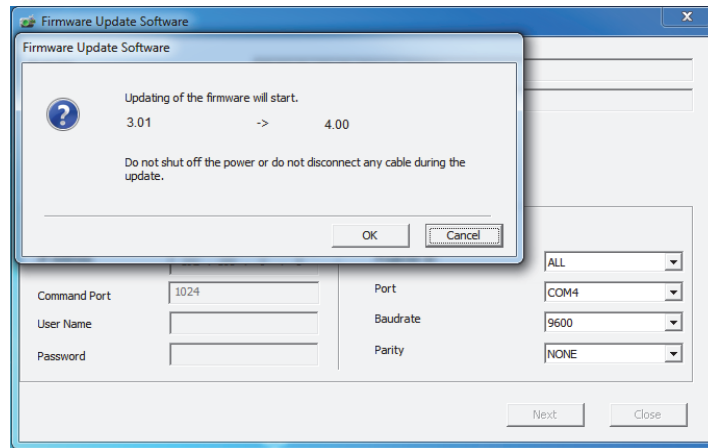 Firmware Update Software
Firmware Update Software
Updating of the firmware will start.
3.01 -> 4.00
Do not shut off the power or do not disconnect any cable during the
update.
OK Cancel
ALL
Command Port 1024
Port COM4
User Name
Baudrate 9600
Password
Parity NONE
Next Close